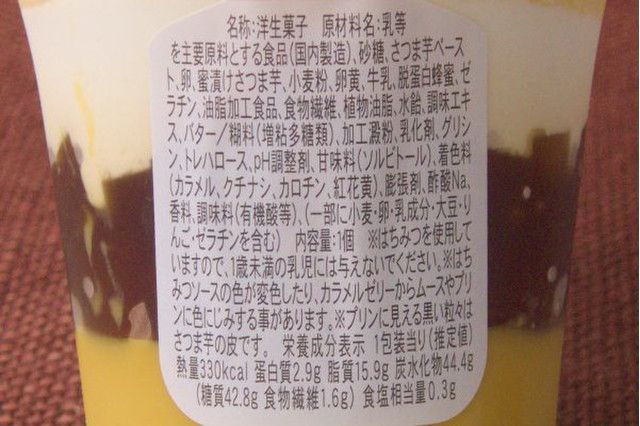 名称:洋生菓子 原材料名:乳等
を主要原料とする食品(国内製造)、砂糖、さつま芋ペース
ト、卵、蜜漬けさつま芋、小麦粉、卵黄、牛乳、脱蛋白蜂蜜、ゼ
ラチン、油脂加工食品、食物繊維、植物油脂、水飴、調味エキ
ス、バター/糊料(増粘多糖類)、加工澱粉、乳化剤、グリシ
ン、トレハロース、pH調整剤、甘味料(ソルビトール)、着色料
(カラメル、クチナシ、カロチン、紅花黄)、膨張剤、酢酸Na、
香料、調味料(有機酸等)、(一部に小麦・卵・乳成分・大豆・り
んご・ゼラチンを含む) 内容量:1個 ※はちみつを使用して
いますので、1歳未満の乳児には与えないでください。※はち
みつソースの色が変色したり、カラメルゼリーからムースやプリ
ンに色にじみする事があります。※プリンに見える黒い粒々は
さつま芋の皮です。 栄養成分表示 1包装当り(推定値)
熱量330kcal 蛋白質2.9g 脂質15.9g 炭水化物44.4g
(糖質42.8g 食物繊維1.6g) 食塩相当量0.3g